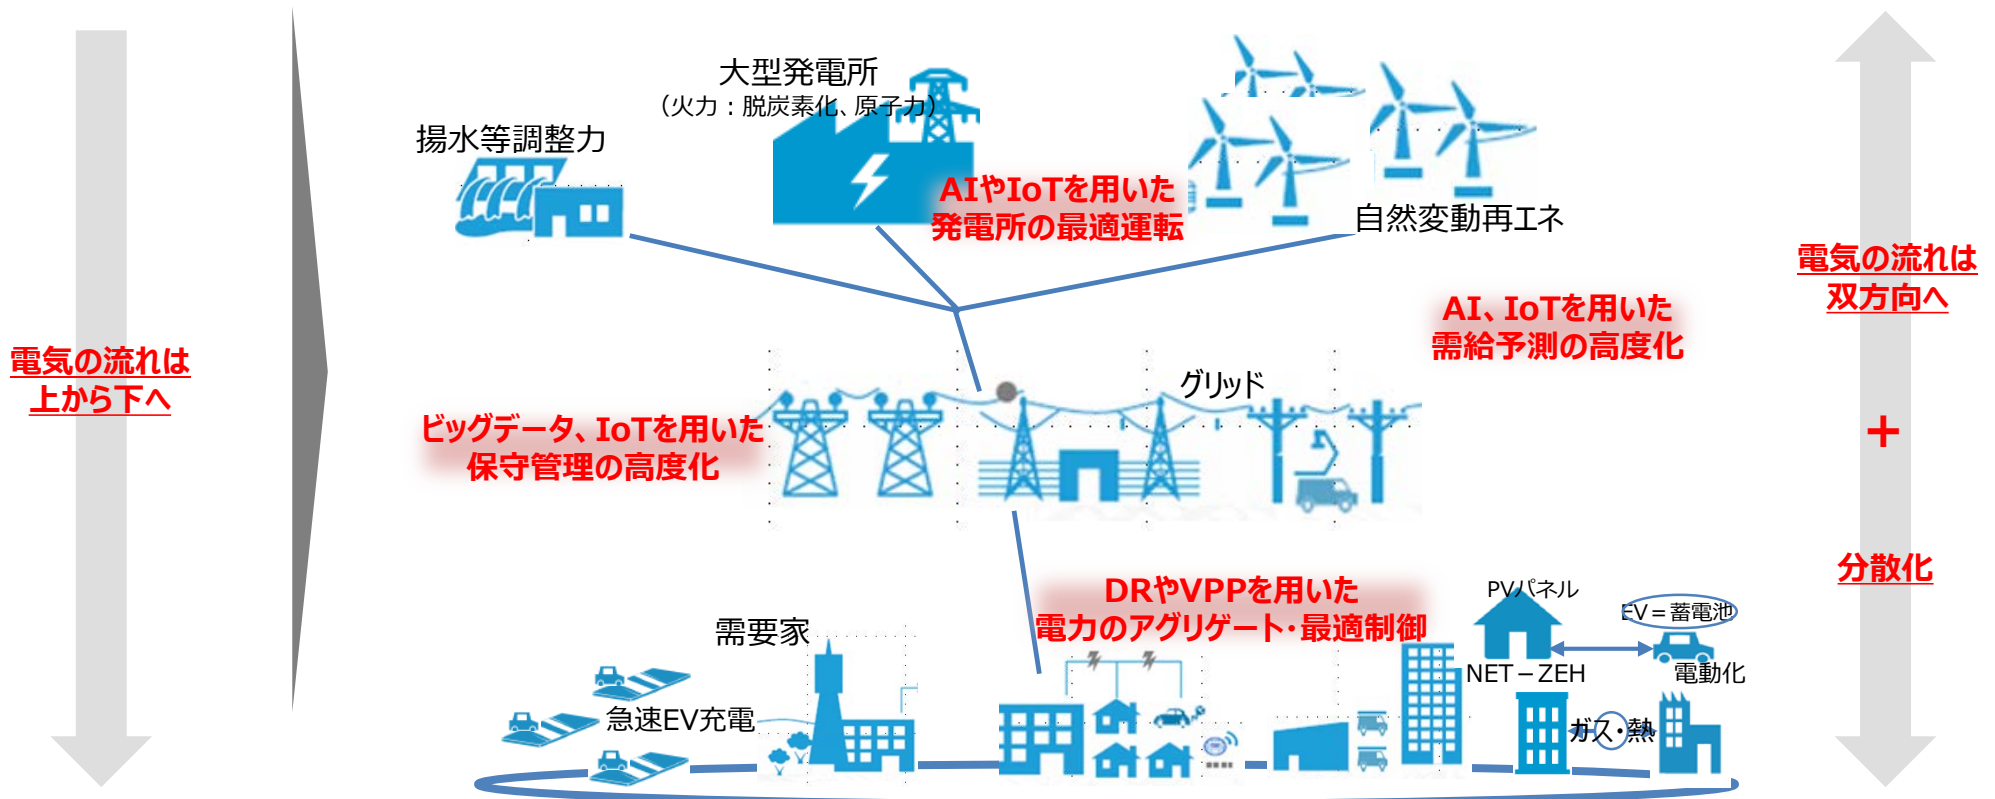 電気の流れは
上から下へ
大型発電所
（火力：脱炭素化、原子力）
揚水等調整力
AIやIoTを用いた
発電所の最適運転
自然変動再エネ
電気の流れは
双方向へ
＋
分散化
AI、IoTを用いた
需給予測の高度化
グリッド
ビッグデータ、IoTを用いた
保守管理の高度化
DRやVPPを用いた
電力のアグリゲート・最適制御
需要家
急速EV充電
PVパネル
EV＝蓄電池
NET－ZEH
電動化
ガス・熱